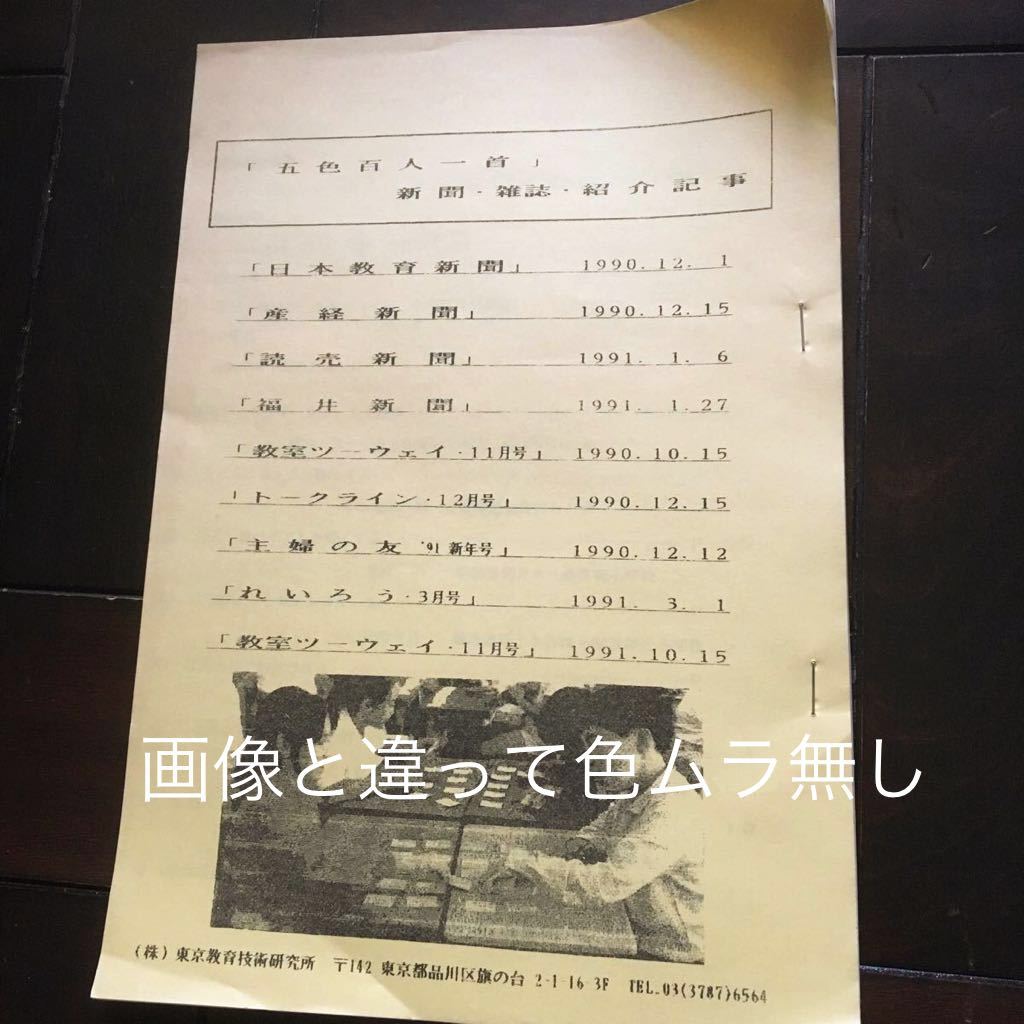 「五色百人一首」
新聞・雑誌・紹介記事
「日本教育新聞」 1990.12. 1
「産経新聞」 1990.12.15
「読売新聞」 1991. 1. 6
「福井新聞」 1991. 1.27
「教室ツーウェイ・11月号」 1990.10.15
「トークライン・12月号」 1990.12.15
「主婦の友 '91新年号」 1990.12.12
「れいろう・3月号」 1991. 3. 1
「教室ツーウェイ・11月号」 1991.10.15
画像と違って色ムラ無し
(株)東京教育技術研究所 〒142 東京都品川区旗の台 2-1-16-3F TEL.03(3787)6564